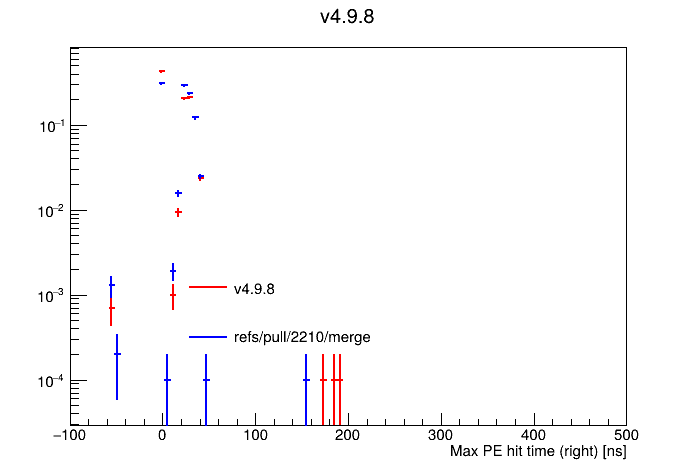 v4.9.8
10⁻¹
10⁻²
10⁻³
10⁻⁴
v4.9.8
refs/pull/2210/merge
−100 0 100 200 300 400 500
Max PE hit time (right) [ns]